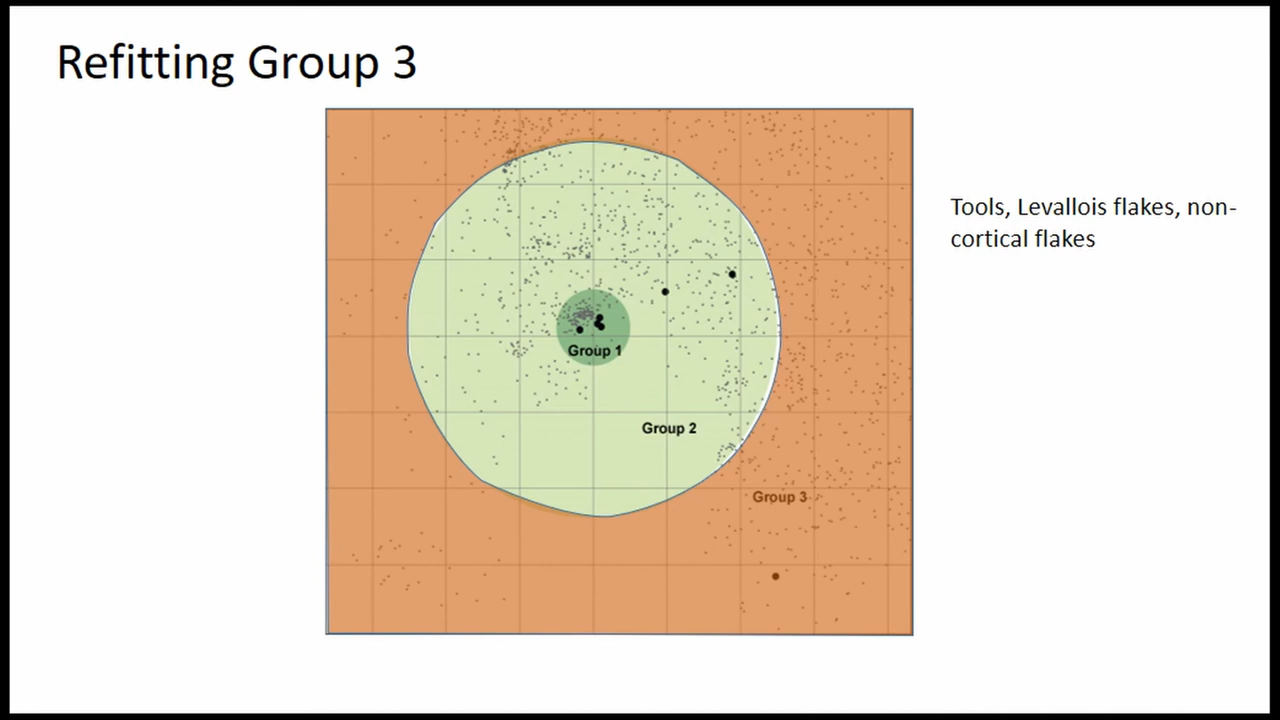 Refitting Group 3
Tools, Levallois flakes, non-
cortical flakes
Group 1
Group 2
Group 3